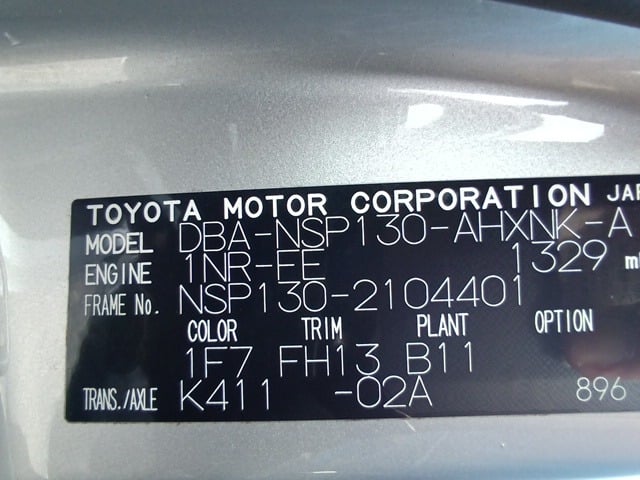 TOYOTA MOTOR CORPORATION JAP
MODEL DBA-NSP130-AHXNK-A
ENGINE 1NR-FE 1329 m
FRAME No. NSP130-2104401
COLOR TRIM PLANT OPTION
1F7 FH13 B11
TRANS./AXLE K411 -02A 896